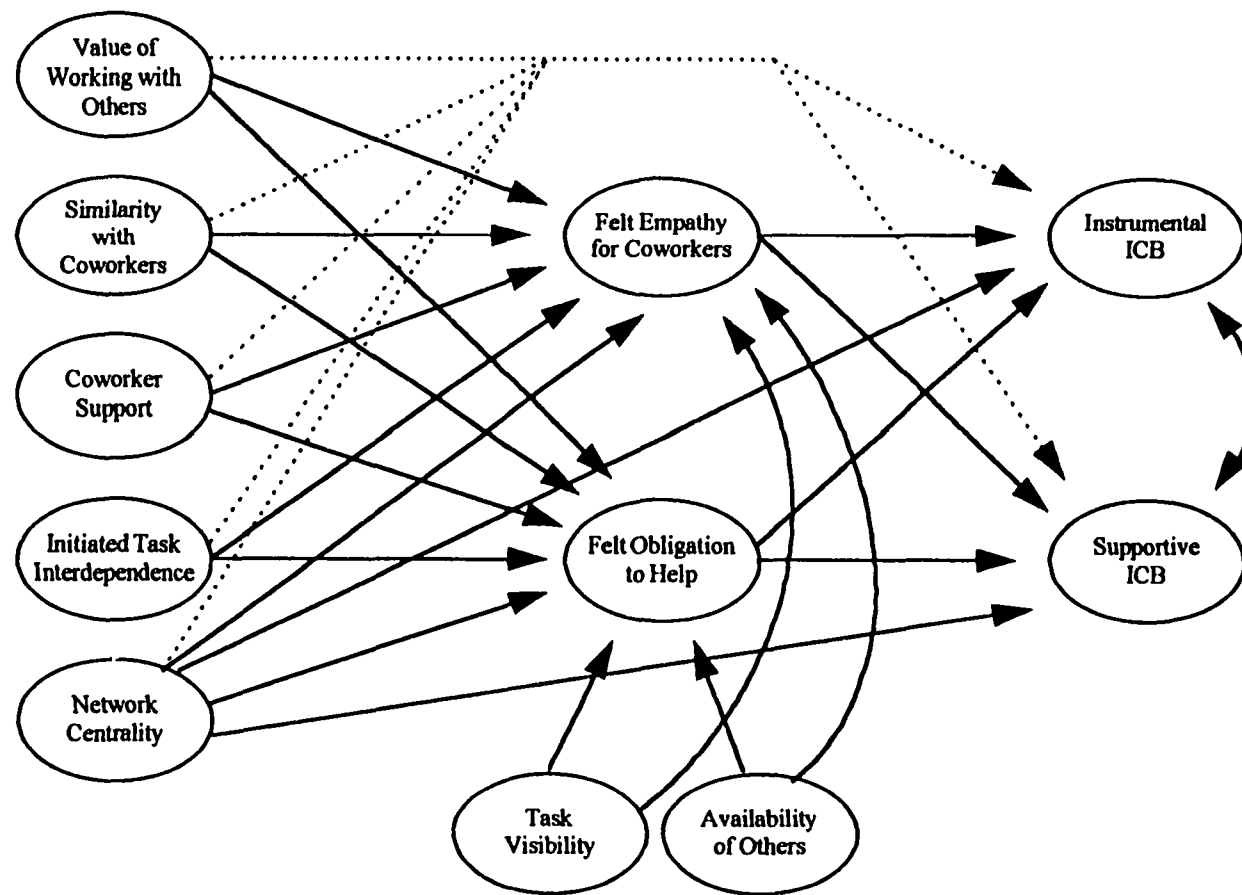 Value of
Working with
Others
Similarity
with
Coworkers
Felt Empathy
for Coworkers
Instrumental
ICB
Coworker
Support
Initiated Task
Interdependence
Felt Obligation
to Help
Supportive
ICB
Network
Centrality
Task
Visibility
Availability
of Others